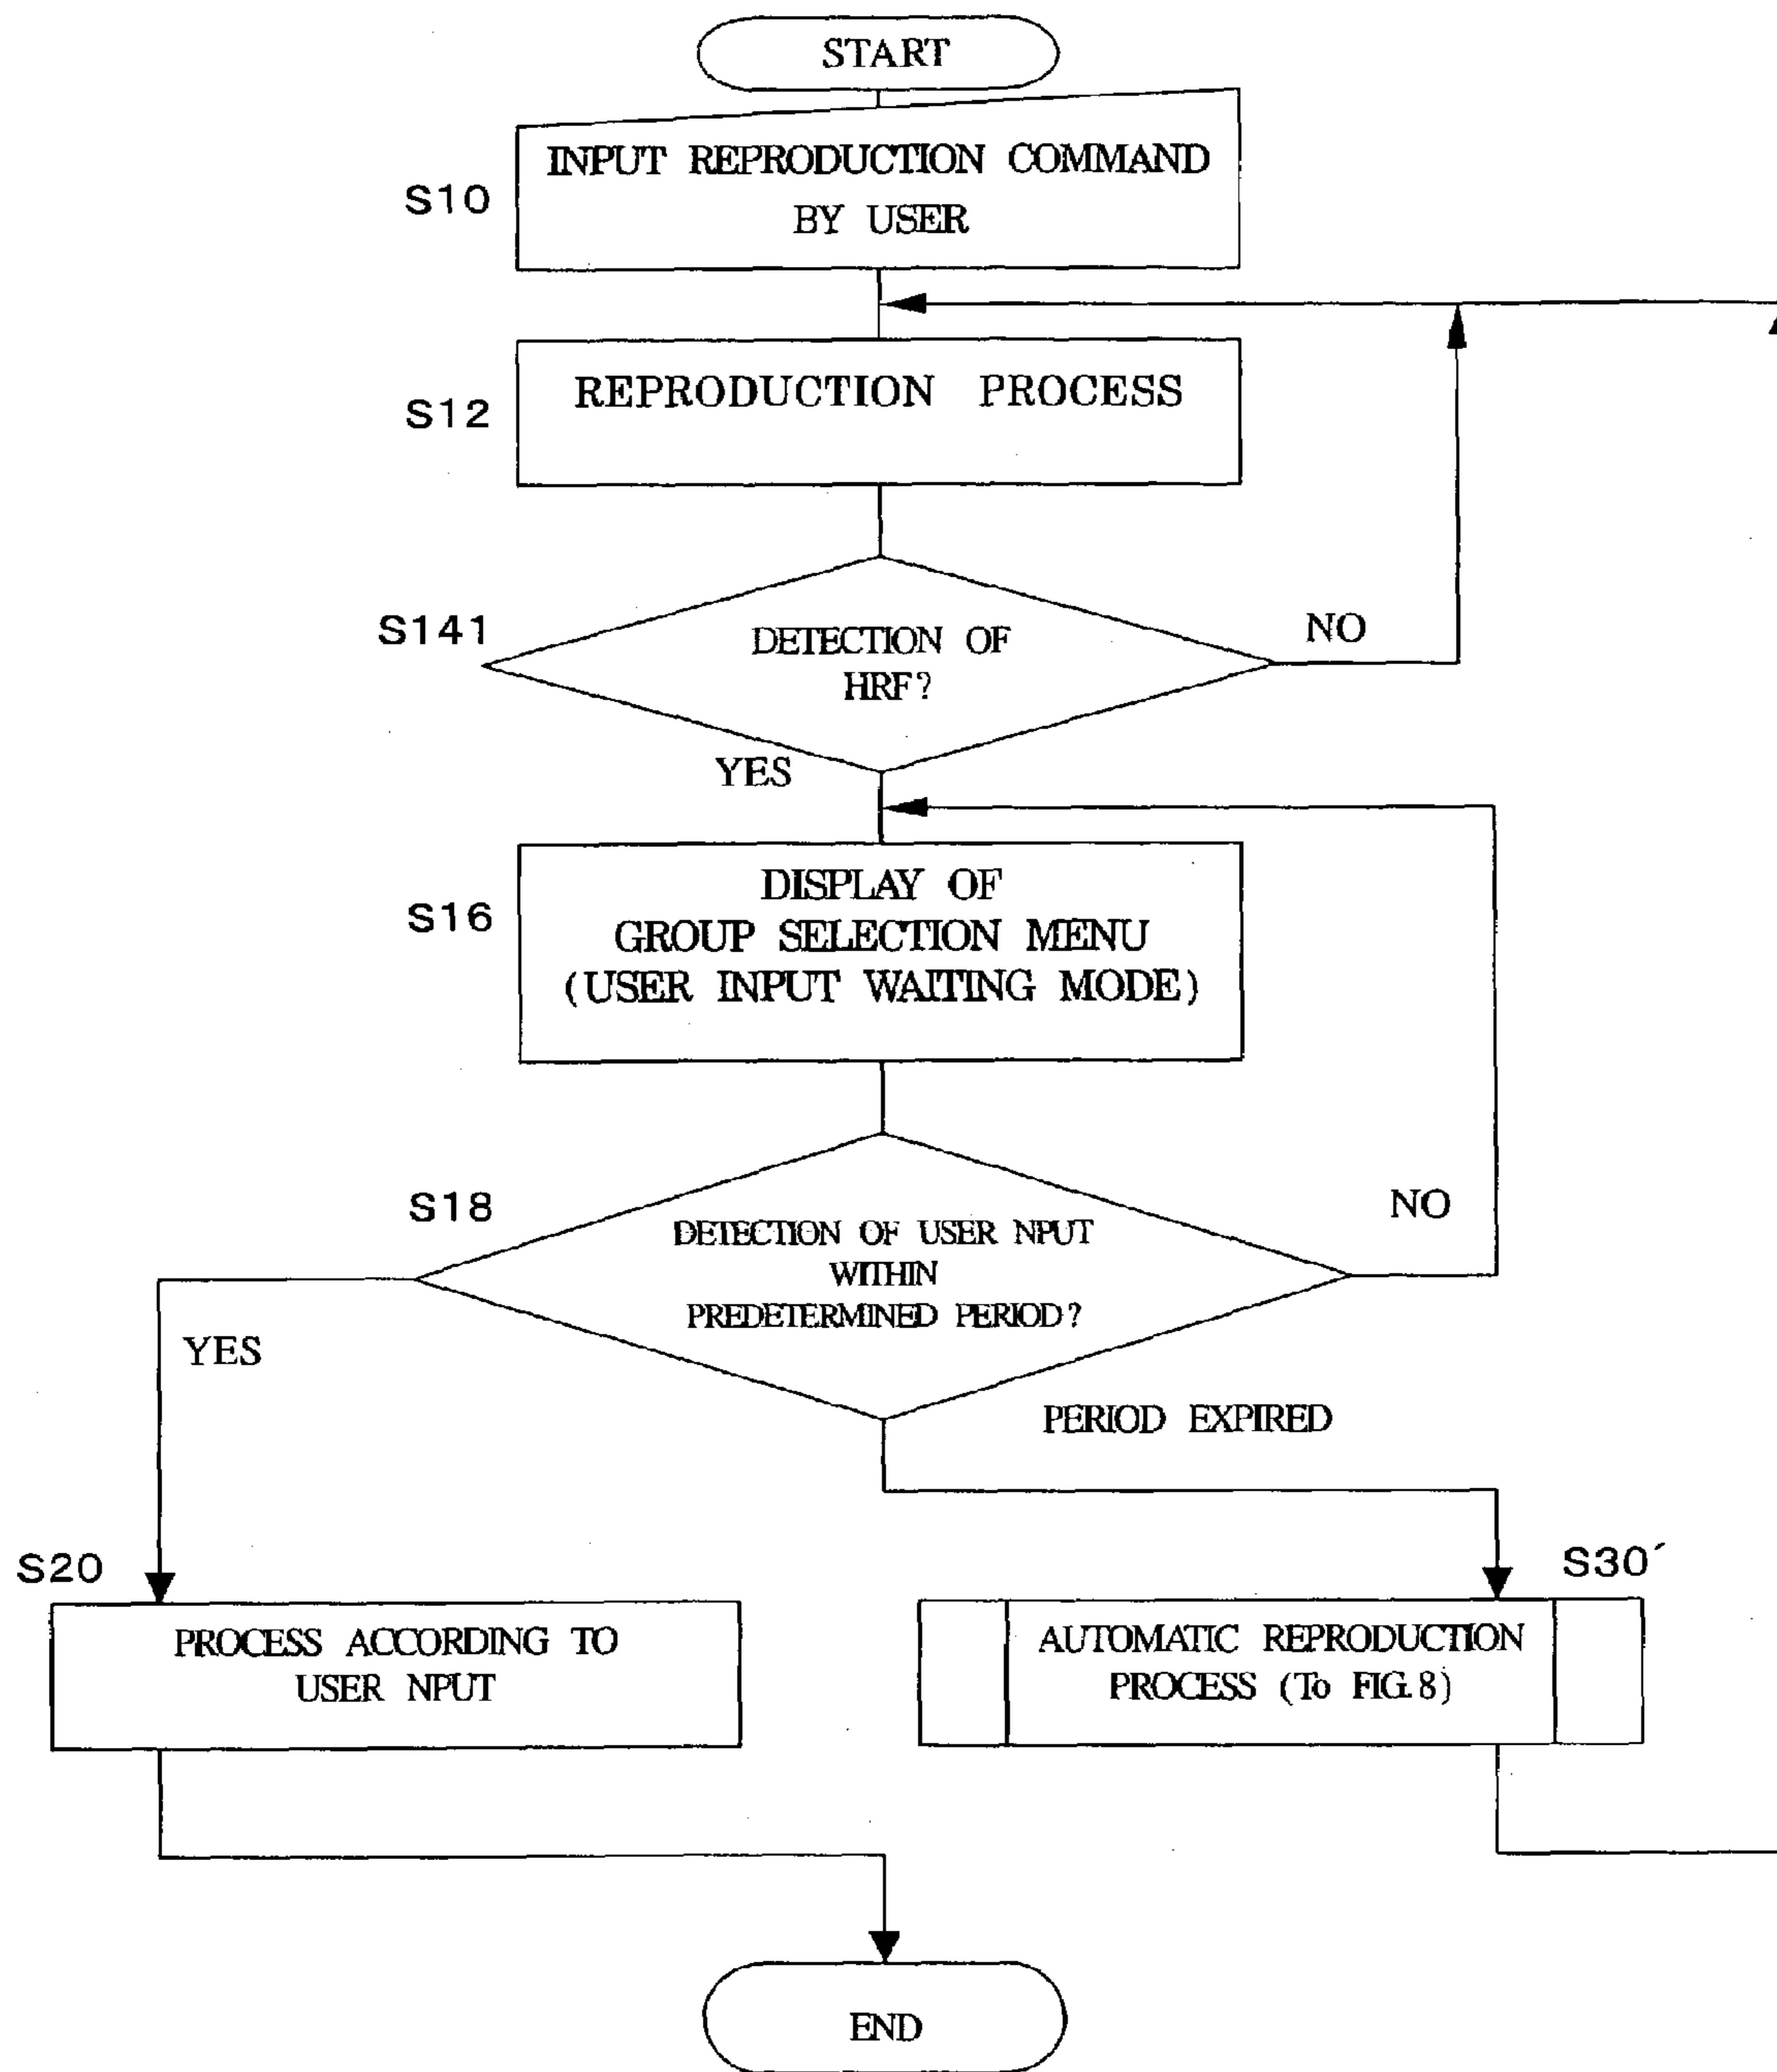 START
INPUT REPRODUCTION COMMAND
BY USER
S10
REPRODUCTION PROCESS
S12
S141
DETECTION OF
HRF?
NO
YES
S16
DISPLAY OF
GROUP SELECTION MENU
(USER INPUT WAITING MODE)
S18
DETECTION OF USER NPUT
WITHIN
PREDETERMINED PERIOD?
NO
YES
PERIOD EXPIRED
S20
PROCESS ACCORDING TO
USER NPUT
S30´
AUTOMATIC REPRODUCTION
PROCESS (To FIG.8)
END